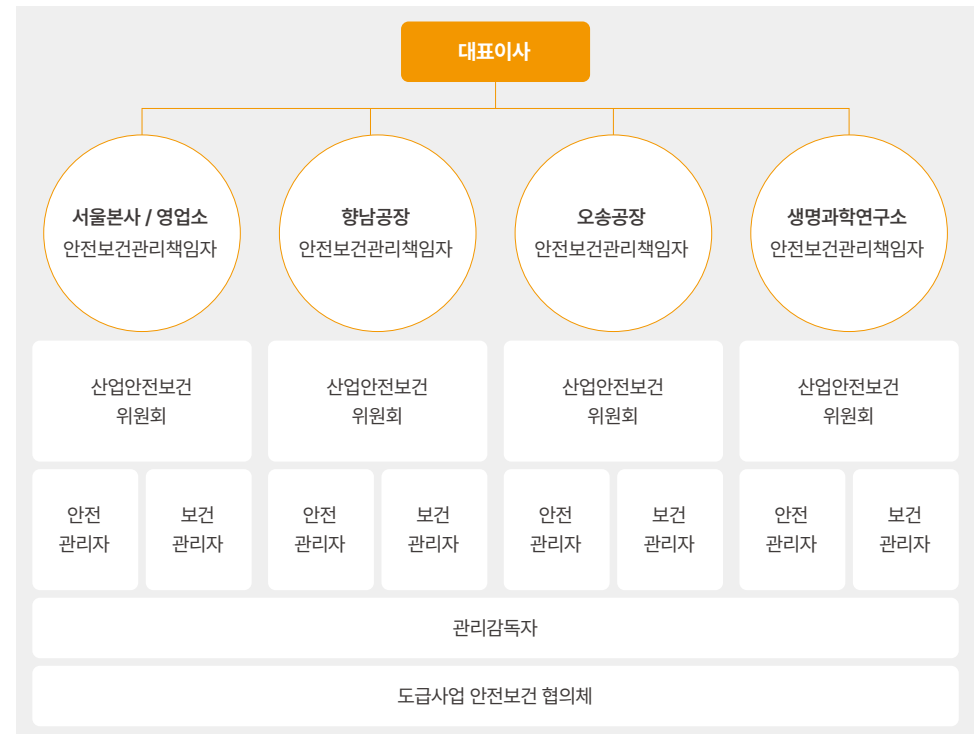 대표이사
서울본사 / 영업소
안전보건관리책임자
향남공장
안전보건관리책임자
오송공장
안전보건관리책임자
생명과학연구소
안전보건관리책임자
산업안전보건
위원회
산업안전보건
위원회
산업안전보건
위원회
산업안전보건
위원회
안전
관리자
보건
관리자
안전
관리자
보건
관리자
안전
관리자
보건
관리자
안전
관리자
보건
관리자
관리감독자
도급사업 안전보건 협의체